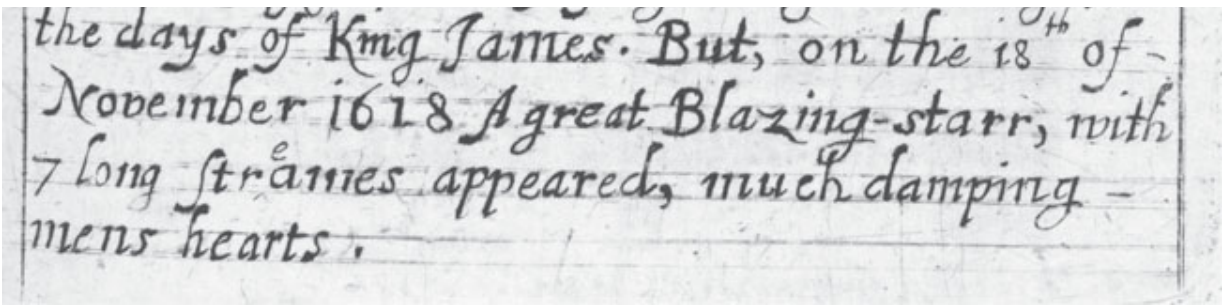 the days of King James. But, on the 18th of -
November 1618 A great Blazing-starr, with
7 long streames appeared, much damping -
mens hearts.